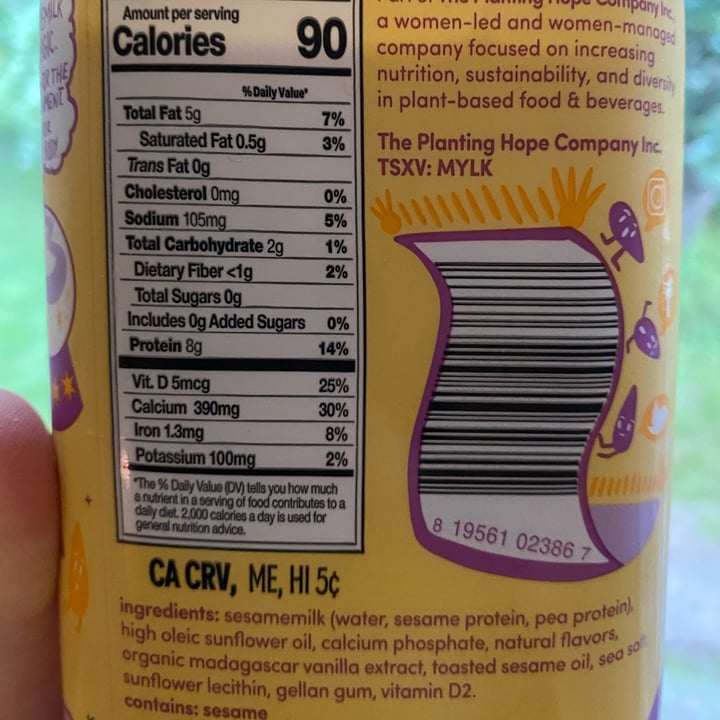 Amount per serving
Calories 90
% Daily Value*
Total Fat 5g 7%
Saturated Fat 0.5g 3%
Trans Fat 0g
Cholesterol 0mg 0%
Sodium 105mg 5%
Total Carbohydrate 2g 1%
Dietary Fiber <1g 2%
Total Sugars 0g
Includes 0g Added Sugars 0%
Protein 8g 14%
Vit. D 5mcg 25%
Calcium 390mg 30%
Iron 1.3mg 8%
Potassium 100mg 2%
*The % Daily Value (DV) tells you how much
a nutrient in a serving of food contributes to a
daily diet. 2,000 calories a day is used for
general nutrition advice.
CA CRV, ME, HI 5¢
The Planting Hope Company Inc,
a women-led and women-managed
company focused on increasing
nutrition, sustainability, and diversity
in plant-based food & beverages.
The Planting Hope Company Inc.
TSXV: MYLK
8 19561 02386 7
ingredients: sesamemilk (water, sesame protein, pea protein),
high oleic sunflower oil, calcium phosphate, natural flavors,
organic madagascar vanilla extract, toasted sesame oil, sea salt,
sunflower lecithin, gellan gum, vitamin D2.
contains: sesame